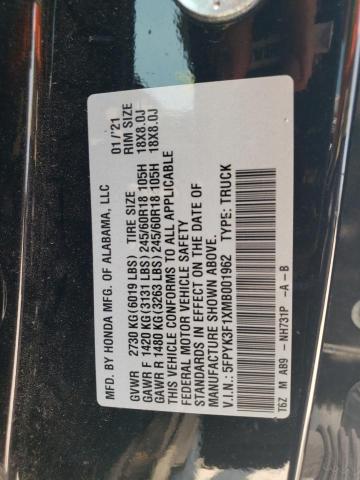 MFD. BY HONDA MFG. OF ALABAMA, LLC 01/'21
GVWR 2730 KG(6019 LBS) TIRE SIZE RIM SIZE
GAWR F 1420 KG(3131 LBS) 245/60R18 105H 18X8.0J
GAWR R 1480 KG(3263 LBS) 245/60R18 105H 18X8.0J
THIS VEHICLE CONFORMS TO ALL APPLICABLE
FEDERAL MOTOR VEHICLE SAFETY
STANDARDS IN EFFECT ON THE DATE OF
MANUFACTURE SHOWN ABOVE.
V.I.N.: 5FPYK3F1XMB001962 TYPE: TRUCK
T6Z M AB9 - NH731P -A -B